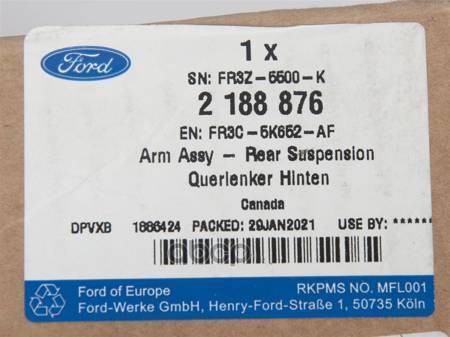 Ford
1 x
SN: FR3Z-5500-K
2 188 876
EN: FR3C-5K652-AF
Arm Assy - Rear Suspension
Querlenker Hinten
Canada
DPVXB 1866424 PACKED: 29JAN2021 USE BY: ******
Ford of Europe RKPMS NO. MFL001
Ford-Werke GmbH, Henry-Ford-Straße 1, 50735 Köln